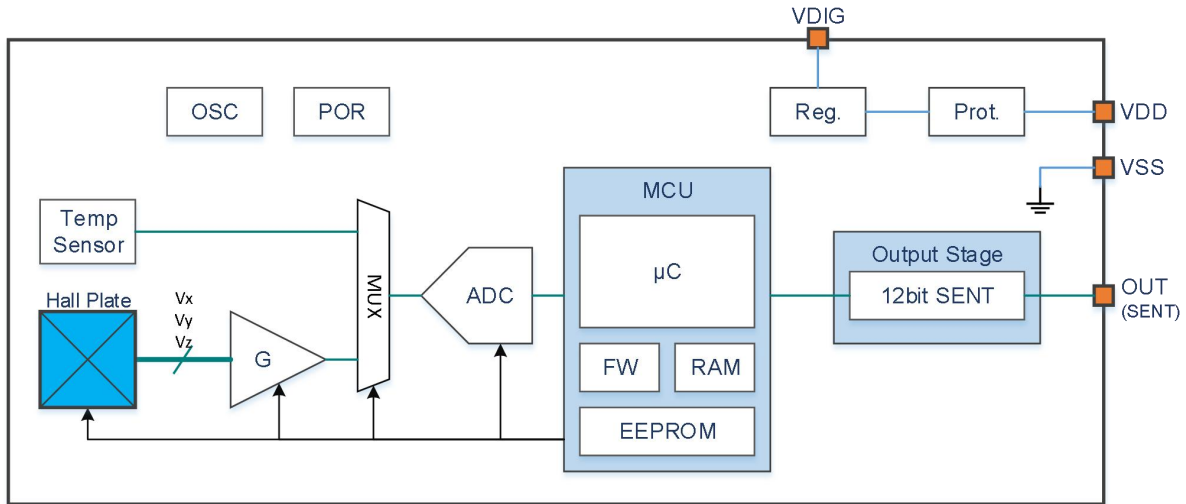 VDIG
OSC
POR
Reg.
Prot.
VDD
VSS
MCU
Temp
Sensor
MUX
ADC
µC
Output Stage
12bit SENT
OUT
(SENT)
Hall Plate
Vx
Vy
Vz
G
FW
RAM
EEPROM